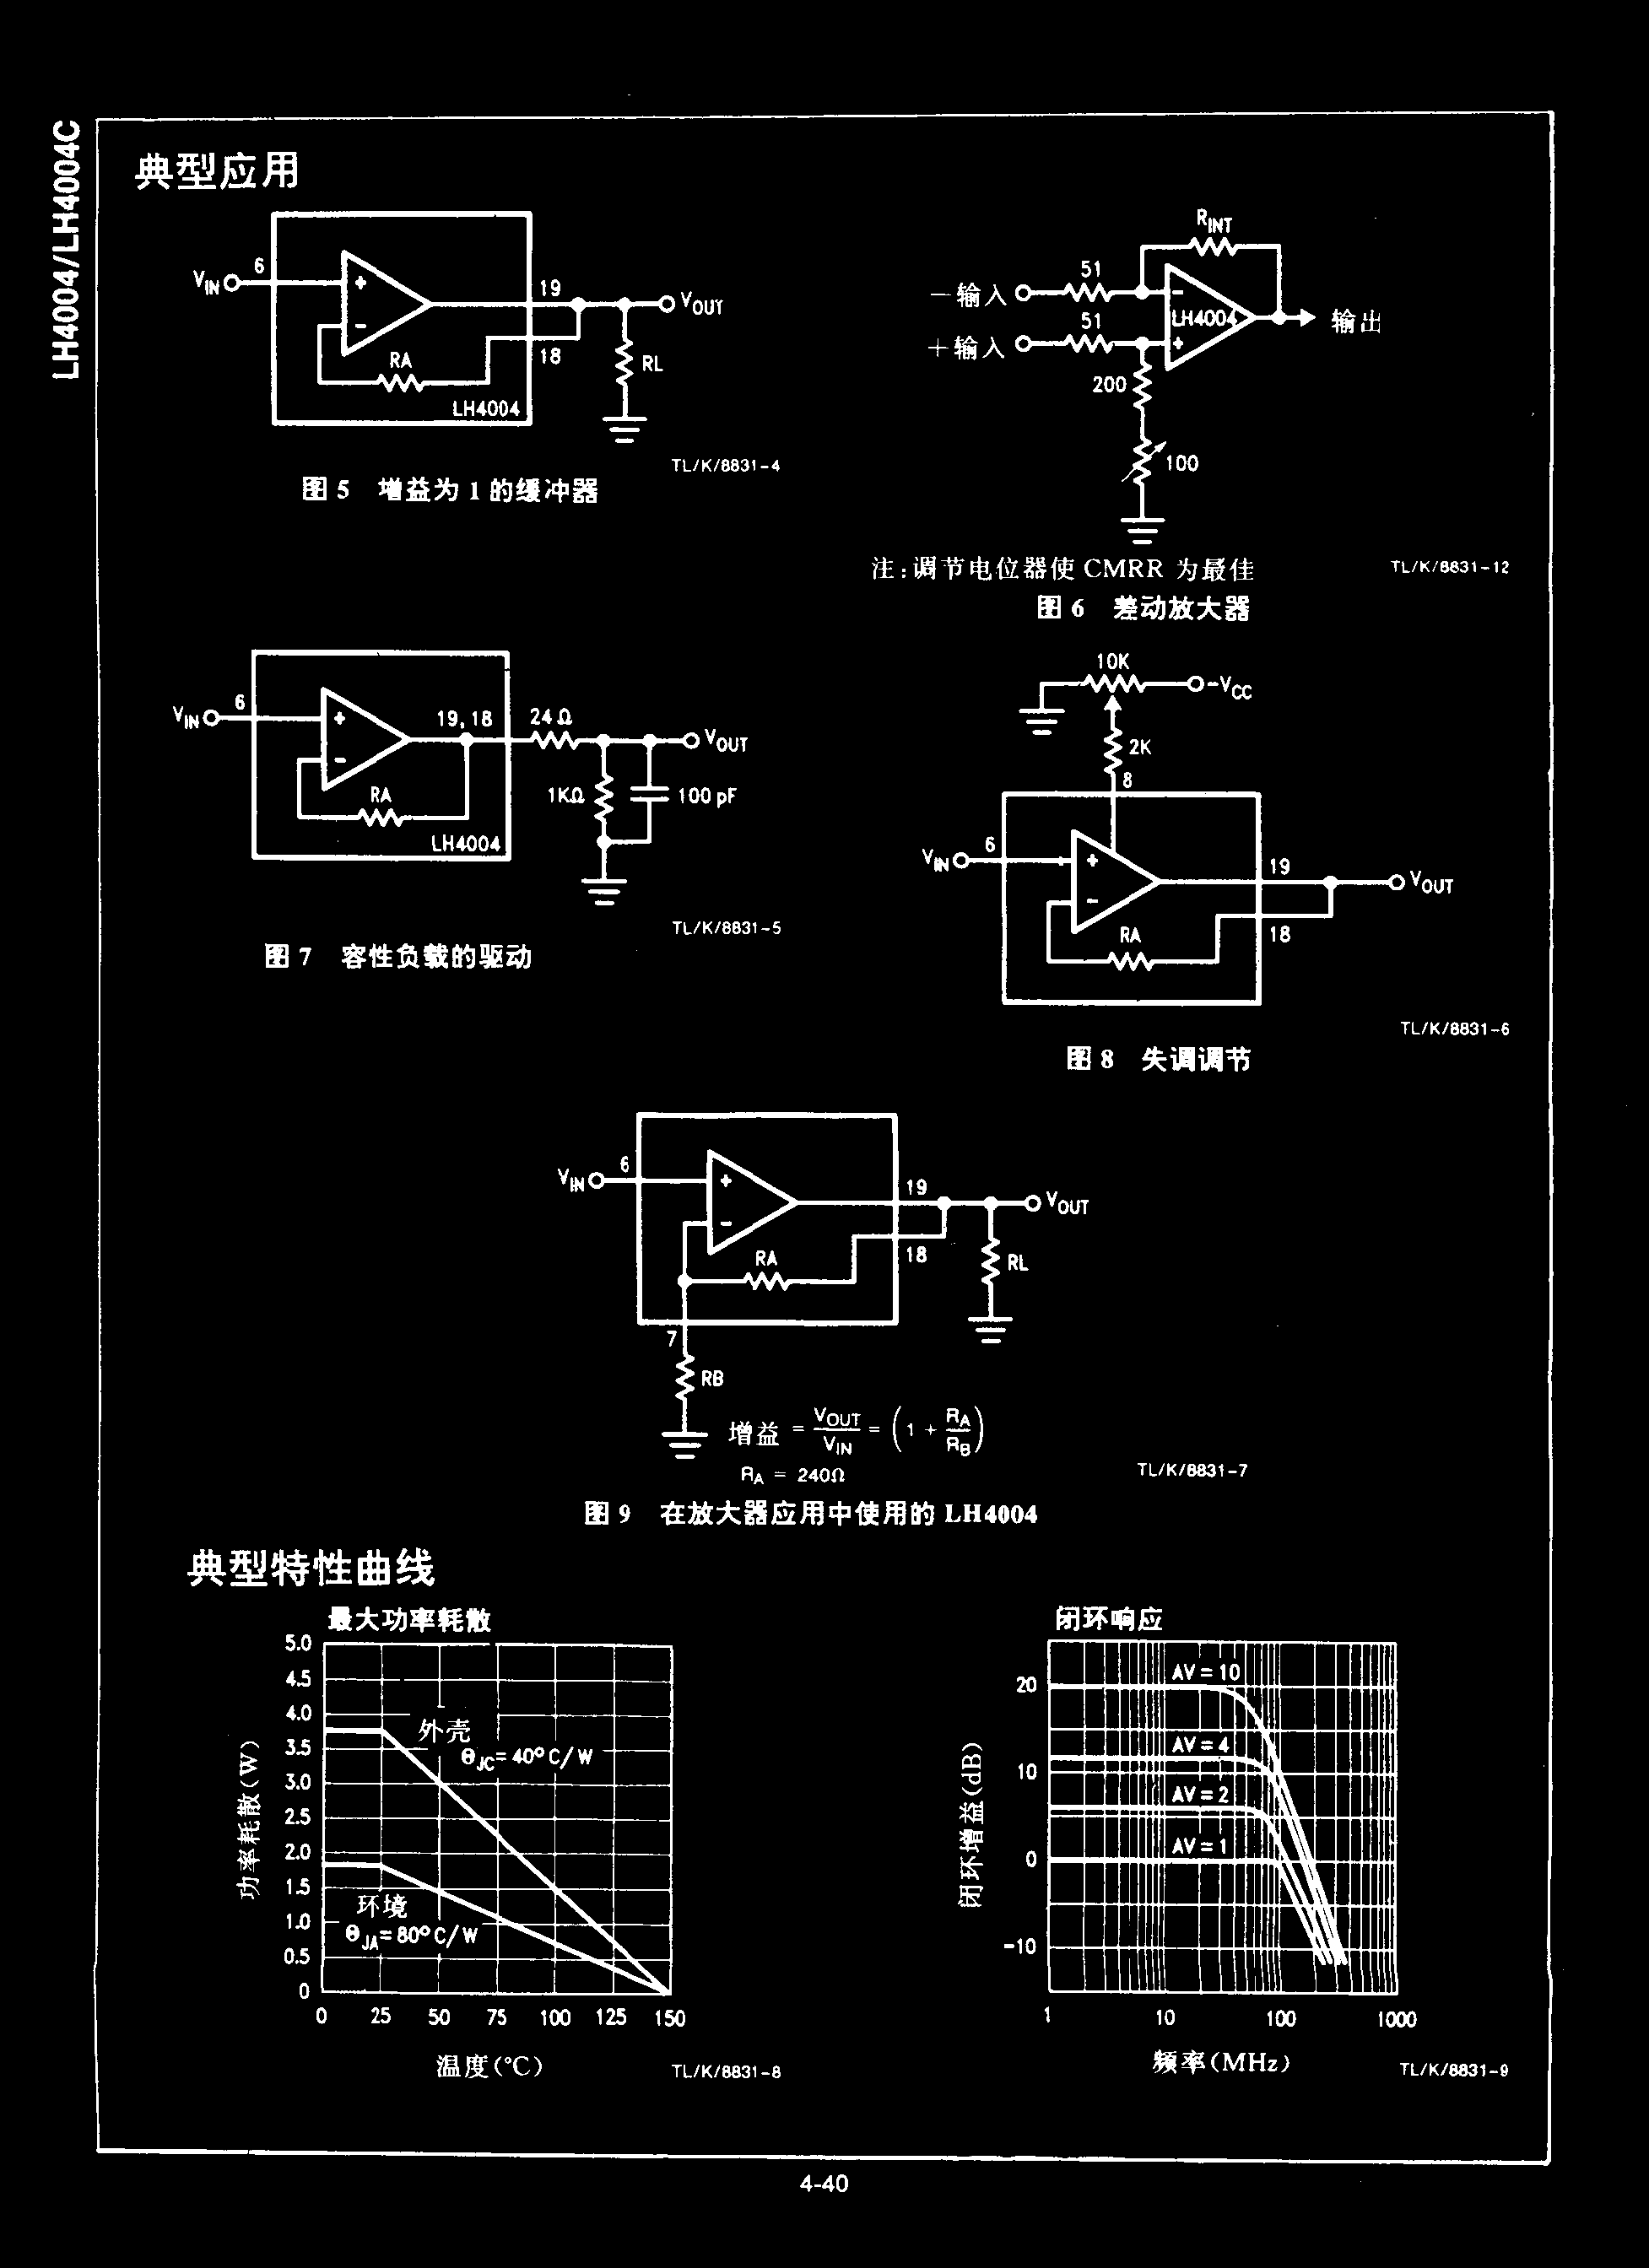 LH4004/LH4004C
典型应用
6
VIN
+
-
19
VOUT
RA
18
RL
LH4004
TL/K/8831-4
图 5 增益为 1 的缓冲器
RINT
51
-输入
-
LH4004
输出
51
+输入
+
200
100
注:调节电位器使 CMRR 为最佳
TL/K/8831-12
图 6 差动放大器
6
VIN
+
-
19, 18
24Ω
VOUT
RA
1KΩ
100 pF
LH4004
TL/K/8831-5
图 7 容性负载的驱动
10K
-VCC
2K
8
6
VIN
+
-
19
VOUT
RA
18
TL/K/8831-6
图 8 失调调节
6
VIN
+
-
19
VOUT
RA
18
RL
7
RB
增益 = VOUT/VIN = (1 + RA/RB)
RA = 240Ω
TL/K/8831-7
图 9 在放大器应用中使用的 LH4004
典型特性曲线
最大功率耗散
5.0
4.5
4.0
3.5
3.0
2.5
2.0
1.5
1.0
0.5
0
功率耗散(W)
外壳
θJC=40°C/W
环境
θJA=80°C/W
0 25 50 75 100 125 150
温度(°C)
TL/K/8831-8
闭环响应
20
10
0
-10
闭环增益(dB)
AV=10
AV=4
AV=2
AV=1
1 10 100 1000
频率(MHz)
TL/K/8831-9
4-40